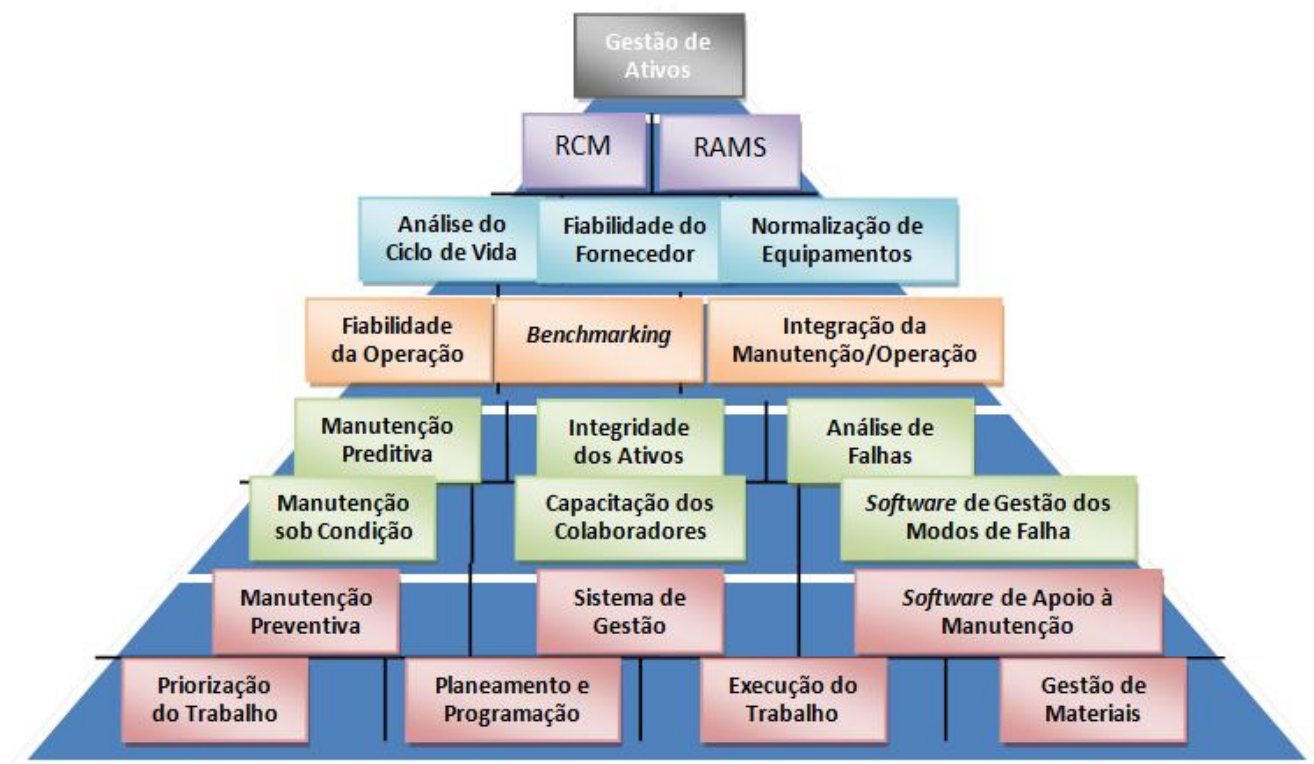 Gestão de
Ativos
RCM
RAMS
Análise do
Ciclo de Vida
Fiabilidade do
Fornecedor
Normalização de
Equipamentos
Fiabilidade
da Operação
Benchmarking
Integração da
Manutenção/Operação
Manutenção
Preditiva
Integridade
dos Ativos
Análise de
Falhas
Manutenção
sob Condição
Capacitação dos
Colaboradores
Software de Gestão dos
Modos de Falha
Manutenção
Preventiva
Sistema de
Gestão
Software de Apoio à
Manutenção
Priorização
do Trabalho
Planeamento e
Programação
Execução do
Trabalho
Gestão de
Materiais